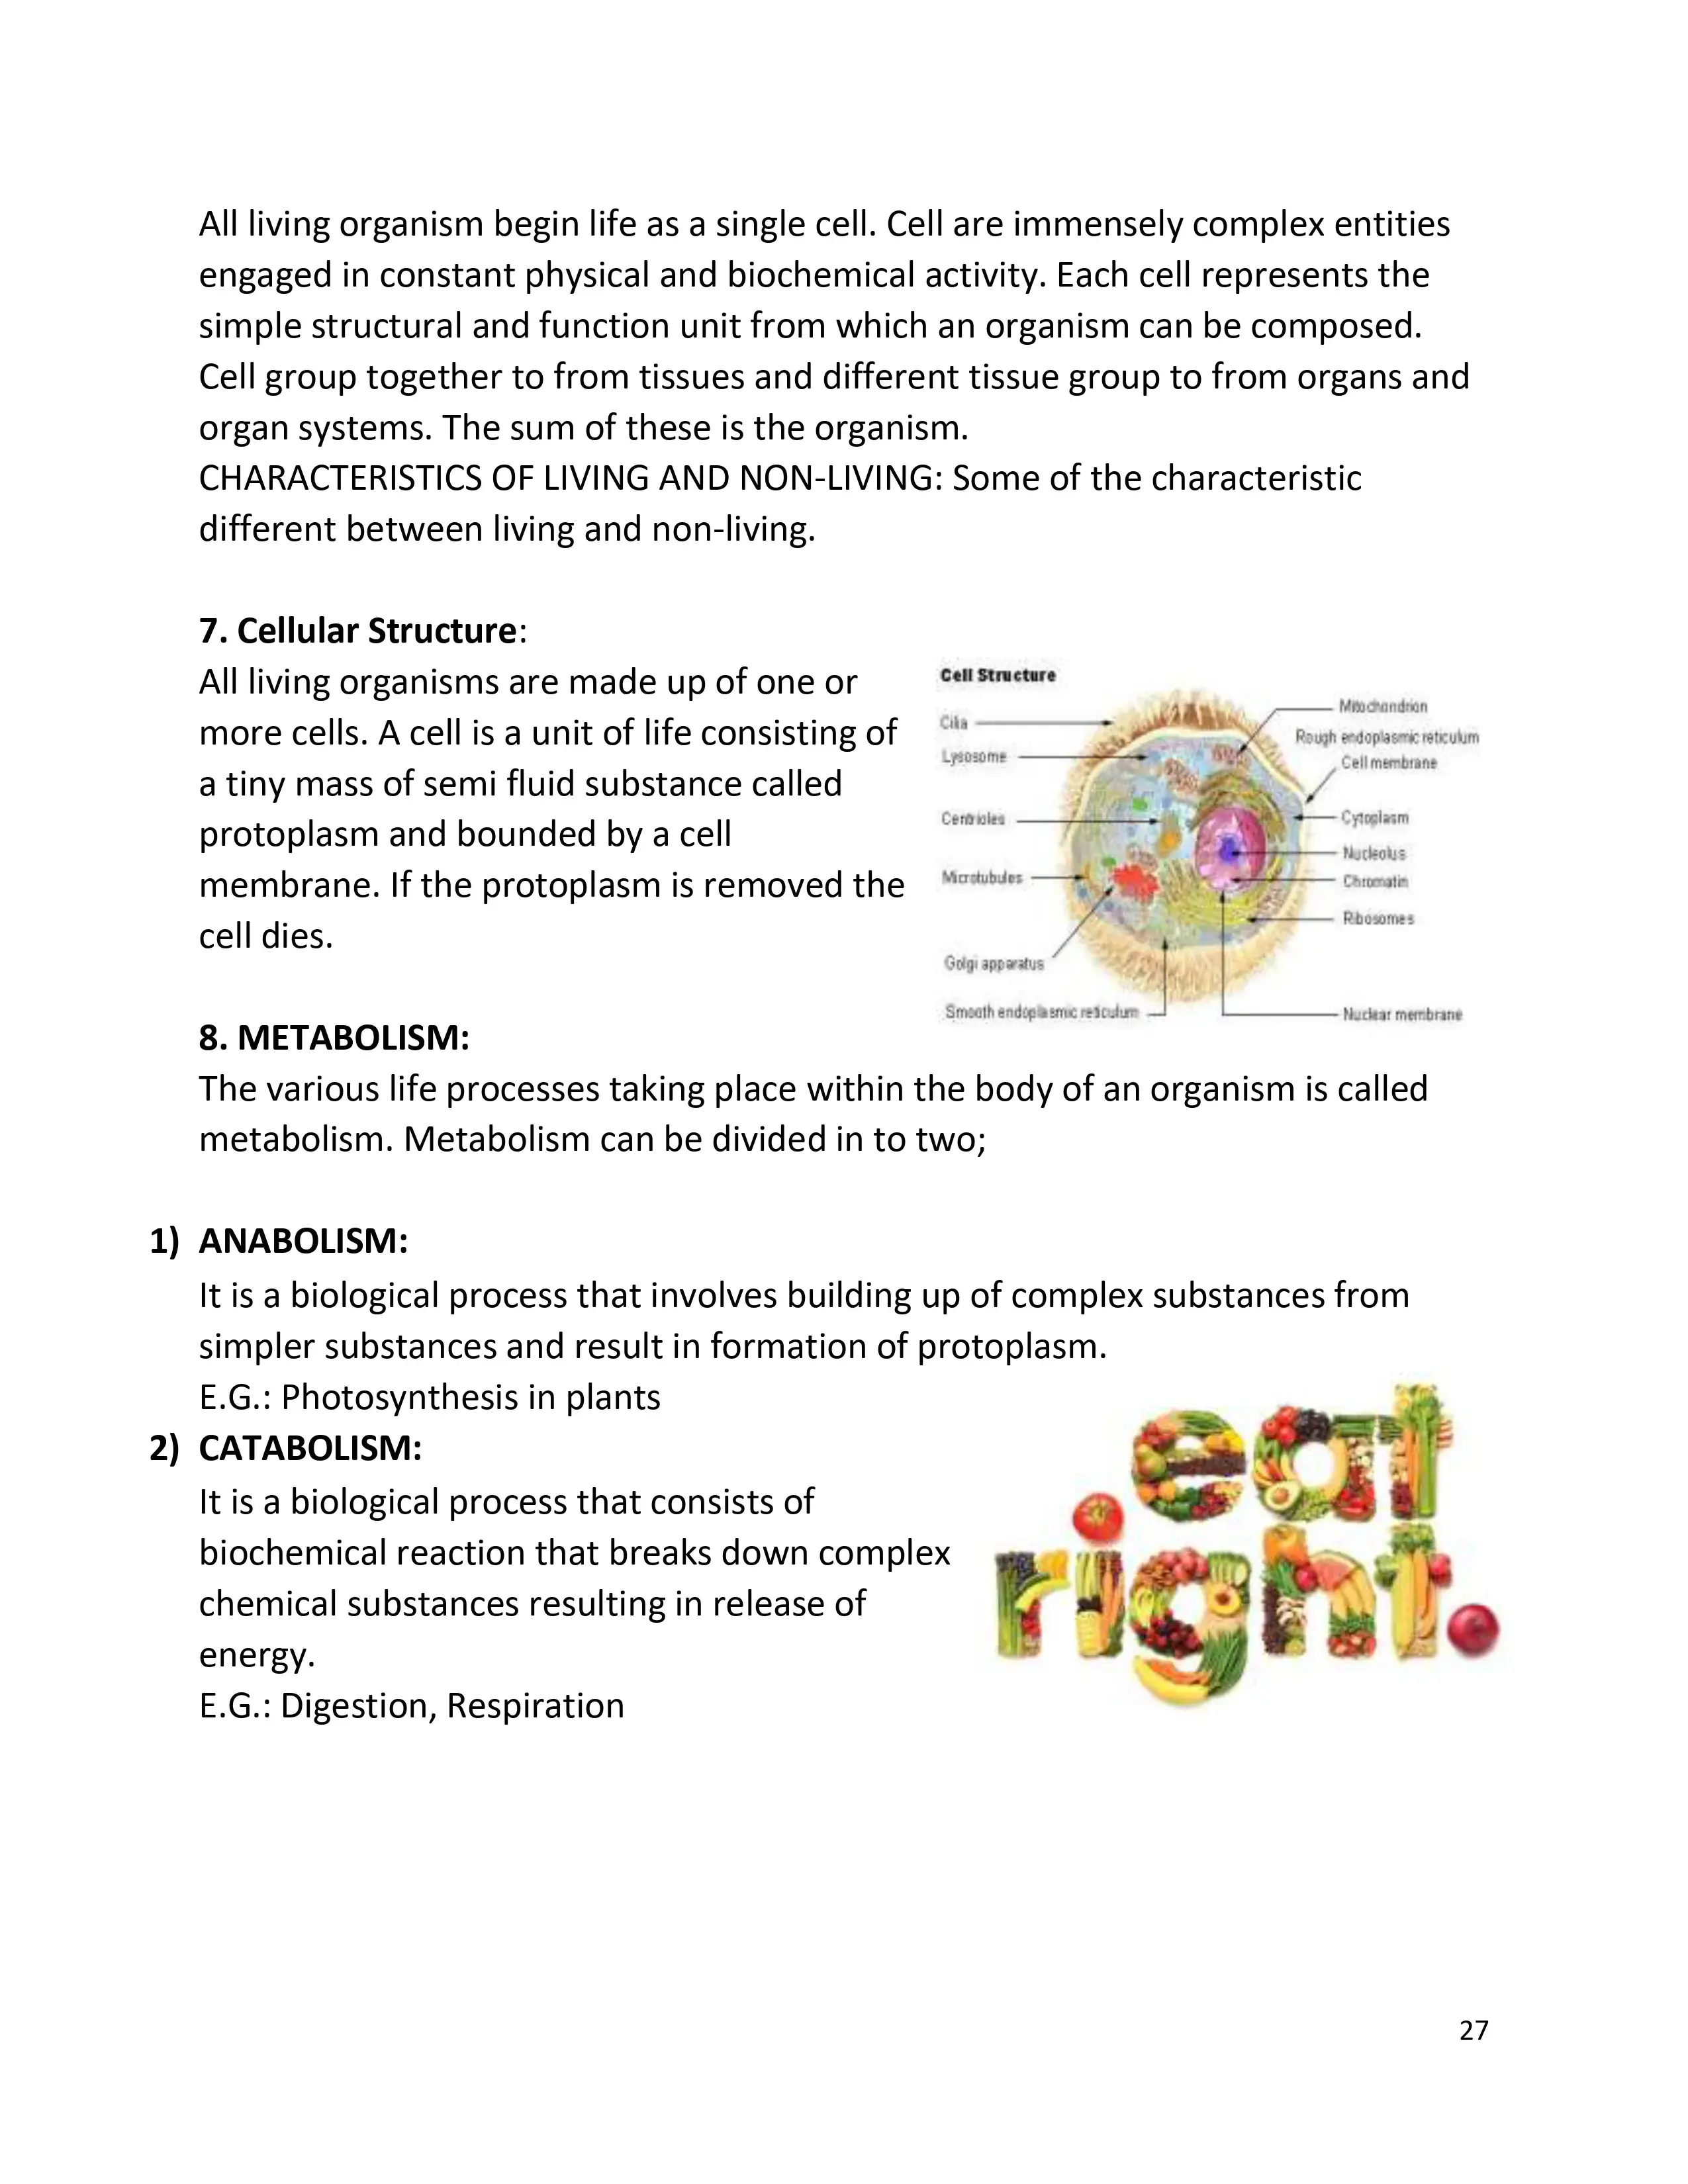 All living organism begin life as a single cell. Cell are immensely complex entities
engaged in constant physical and biochemical activity. Each cell represents the
simple structural and function unit from which an organism can be composed.
Cell group together to from tissues and different tissue group to from organs and
organ systems. The sum of these is the organism.
CHARACTERISTICS OF LIVING AND NON-LIVING: Some of the characteristic
different between living and non-living.
7. Cellular Structure:
All living organisms are made up of one or
more cells. A cell is a unit of life consisting of
a tiny mass of semi fluid substance called
protoplasm and bounded by a cell
membrane. If the protoplasm is removed the
cell dies.
Cell Structure
Cilia
Lysosome
Centrioles
Microtubules
Golgi apparatus
Smooth endoplasmic reticulum
Mitochondrion
Rough endoplasmic reticulum
Cell membrane
Cytoplasm
Nucleolus
Chromatin
Ribosomes
Nuclear membrane
8. METABOLISM:
The various life processes taking place within the body of an organism is called
metabolism. Metabolism can be divided in to two;
1) ANABOLISM:
It is a biological process that involves building up of complex substances from
simpler substances and result in formation of protoplasm.
E.G.: Photosynthesis in plants
2) CATABOLISM:
It is a biological process that consists of
biochemical reaction that breaks down complex
chemical substances resulting in release of
energy.
E.G.: Digestion, Respiration
eat
right.
27